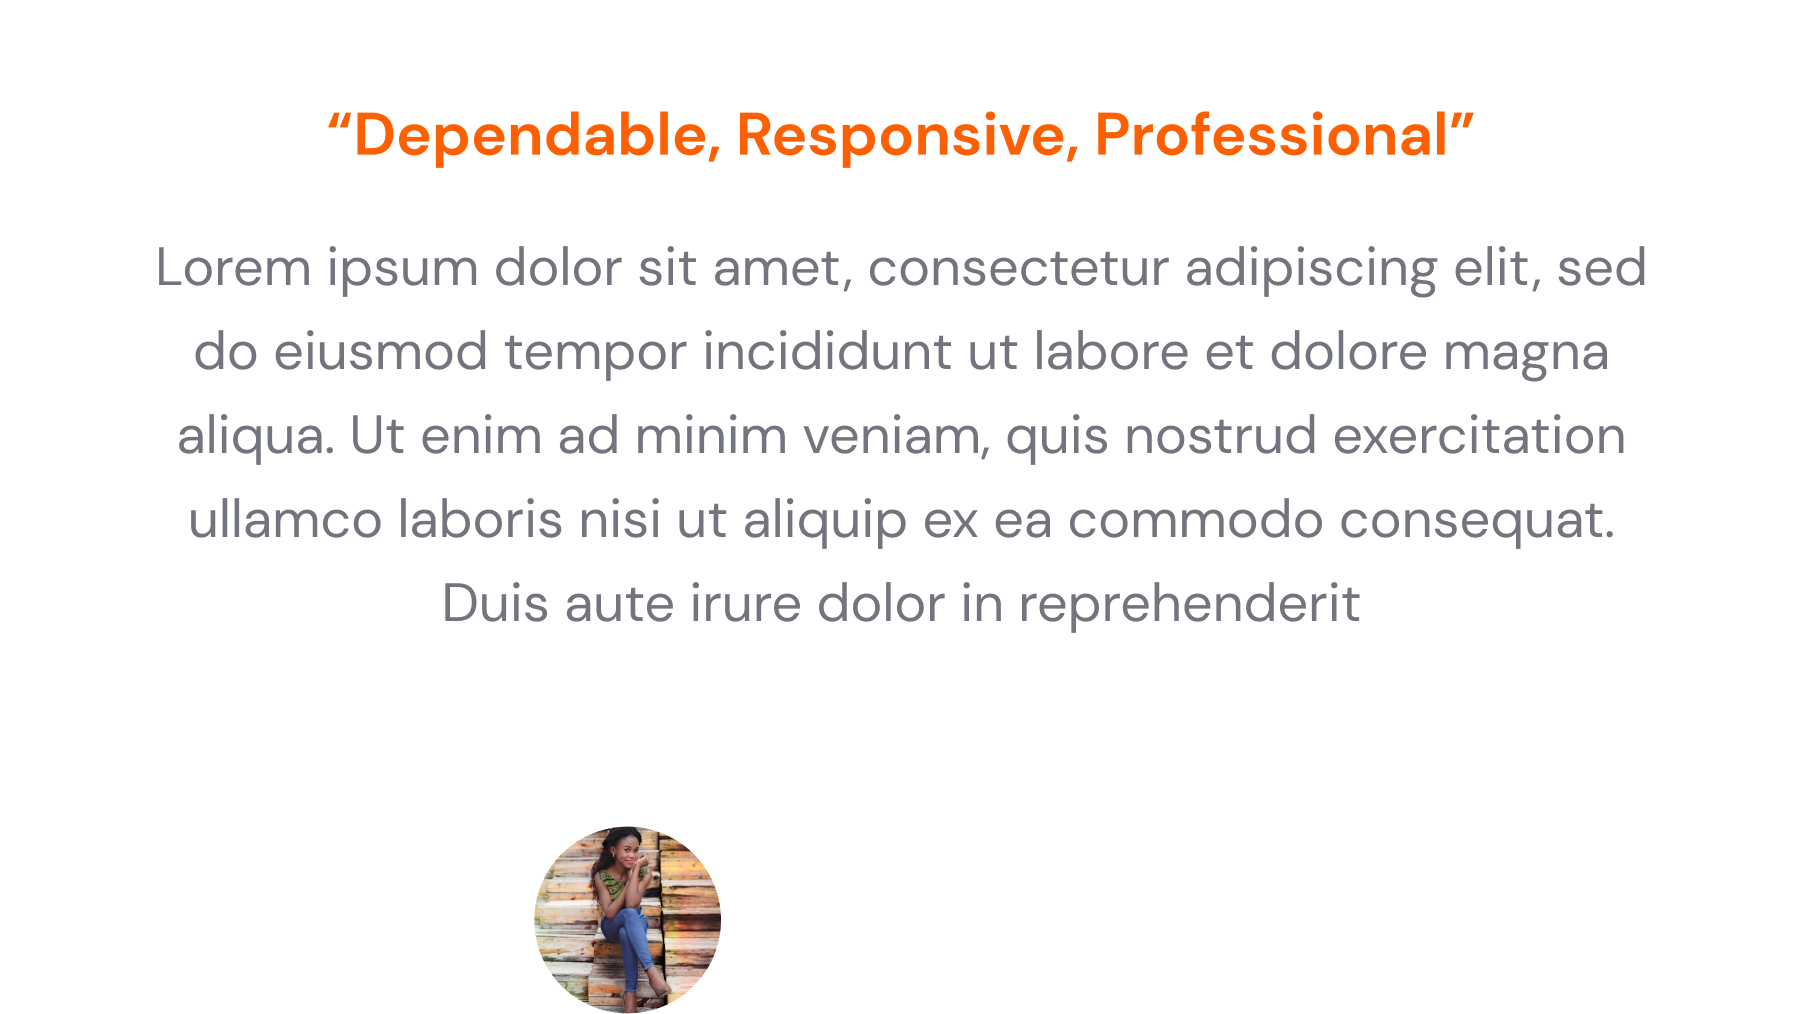 “Dependable, Responsive, Professional”
Lorem ipsum dolor sit amet, consectetur adipiscing elit, sed
do eiusmod tempor incididunt ut labore et dolore magna
aliqua. Ut enim ad minim veniam, quis nostrud exercitation
ullamco laboris nisi ut aliquip ex ea commodo consequat.
Duis aute irure dolor in reprehenderit